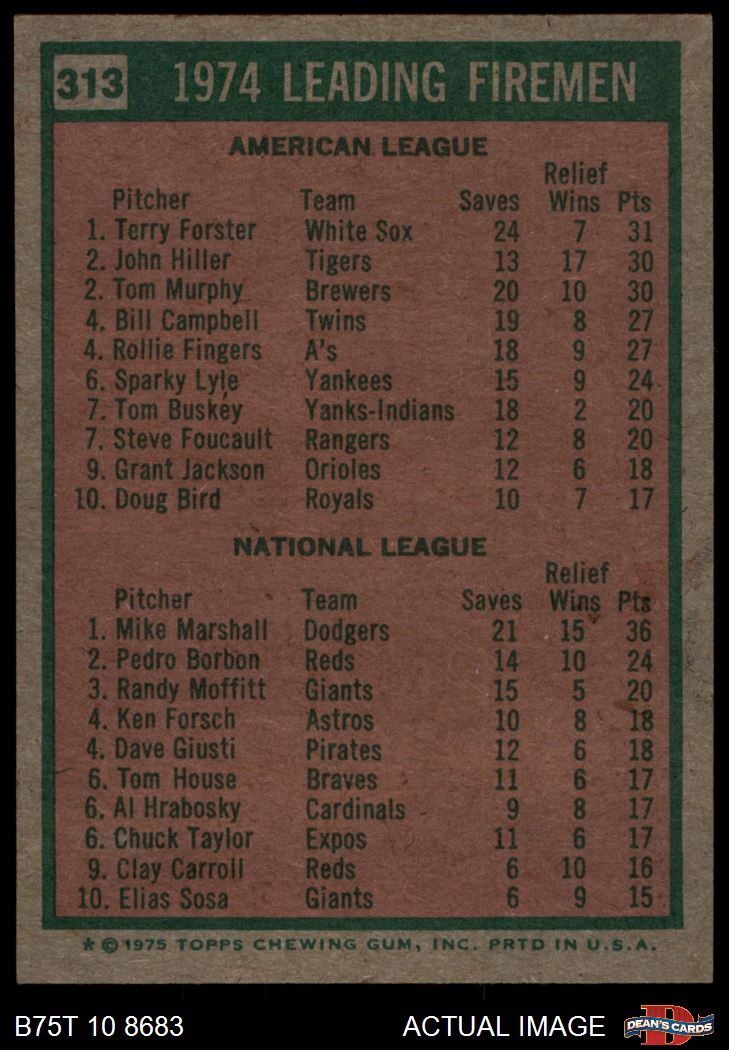 313 1974 LEADING FIREMEN
AMERICAN LEAGUE
Relief
Pitcher Team Saves Wins Pts
1. Terry Forster White Sox 24 7 31
2. John Hiller Tigers 13 17 30
2. Tom Murphy Brewers 20 10 30
4. Bill Campbell Twins 19 8 27
4. Rollie Fingers A's 18 9 27
6. Sparky Lyle Yankees 15 9 24
7. Tom Buskey Yanks-Indians 18 2 20
7. Steve Foucault Rangers 12 8 20
9. Grant Jackson Orioles 12 6 18
10. Doug Bird Royals 10 7 17
NATIONAL LEAGUE
Relief
Pitcher Team Saves Wins Pts
1. Mike Marshall Dodgers 21 15 36
2. Pedro Borbon Reds 14 10 24
3. Randy Moffitt Giants 15 5 20
4. Ken Forsch Astros 10 8 18
4. Dave Giusti Pirates 12 6 18
6. Tom House Braves 11 6 17
6. Al Hrabosky Cardinals 9 8 17
6. Chuck Taylor Expos 11 6 17
9. Clay Carroll Reds 6 10 16
10. Elias Sosa Giants 6 9 15
* © 1975 TOPPS CHEWING GUM, INC. PRTD IN U.S.A.
B75T 10 8683 ACTUAL IMAGE D DEAN'S CARDS